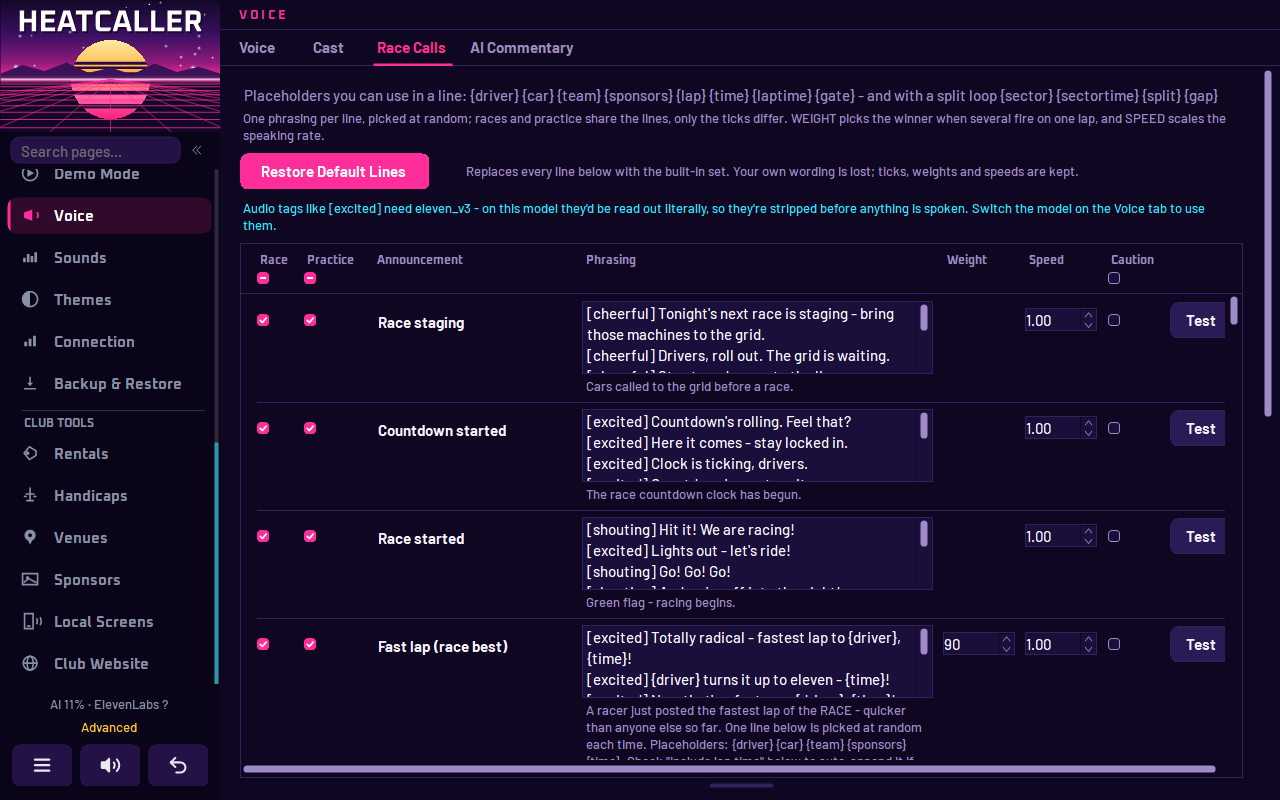 HEATCALLER
Search pages...
Demo Mode
Voice
Sounds
Themes
Connection
Backup & Restore
CLUB TOOLS
Rentals
Handicaps
Venues
Sponsors
Local Screens
Club Website
AI 11% · ElevenLabs ?
Advanced
VOICE
Voice Cast Race Calls AI Commentary
Placeholders you can use in a line: {driver} {car} {team} {sponsors} {lap} {time} {laptime} {gate} - and with a split loop {sector} {sectortime} {split} {gap}
One phrasing per line, picked at random; races and practice share the lines, only the ticks differ. WEIGHT picks the winner when several fire on one lap, and SPEED scales the
speaking rate.
Restore Default Lines
Replaces every line below with the built-in set. Your own wording is lost; ticks, weights and speeds are kept.
Audio tags like [excited] need eleven_v3 - on this model they'd be read out literally, so they're stripped before anything is spoken. Switch the model on the Voice tab to use
them.
Race Practice Announcement Phrasing Weight Speed Caution
Race staging
[cheerful] Tonight's next race is staging - bring
those machines to the grid.
[cheerful] Drivers, roll out. The grid is waiting.
1.00
Test
Cars called to the grid before a race.
Countdown started
[excited] Countdown's rolling. Feel that?
[excited] Here it comes - stay locked in.
[excited] Clock is ticking, drivers.
1.00
Test
The race countdown clock has begun.
Race started
[shouting] Hit it! We are racing!
[excited] Lights out - let's ride!
[shouting] Go! Go! Go!
1.00
Test
Green flag - racing begins.
Fast lap (race best)
[excited] Totally radical - fastest lap to {driver},
{time}!
[excited] {driver} turns it up to eleven - {time}!
90
1.00
Test
A racer just posted the fastest lap of the RACE - quicker
than anyone else so far. One line below is picked at random
each time. Placeholders: {driver} {car} {team} {sponsors}